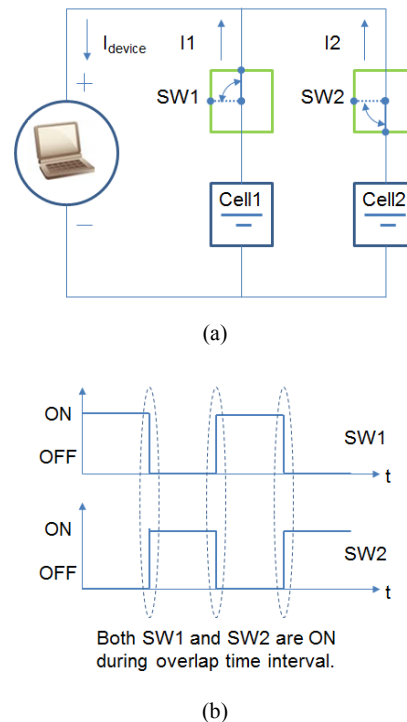 I1
I2
Idevice
+
SW1
SW2
Cell1
Cell2
−
(a)
ON
OFF
SW1
t
ON
OFF
SW2
t
Both SW1 and SW2 are ON
during overlap time interval.
(b)